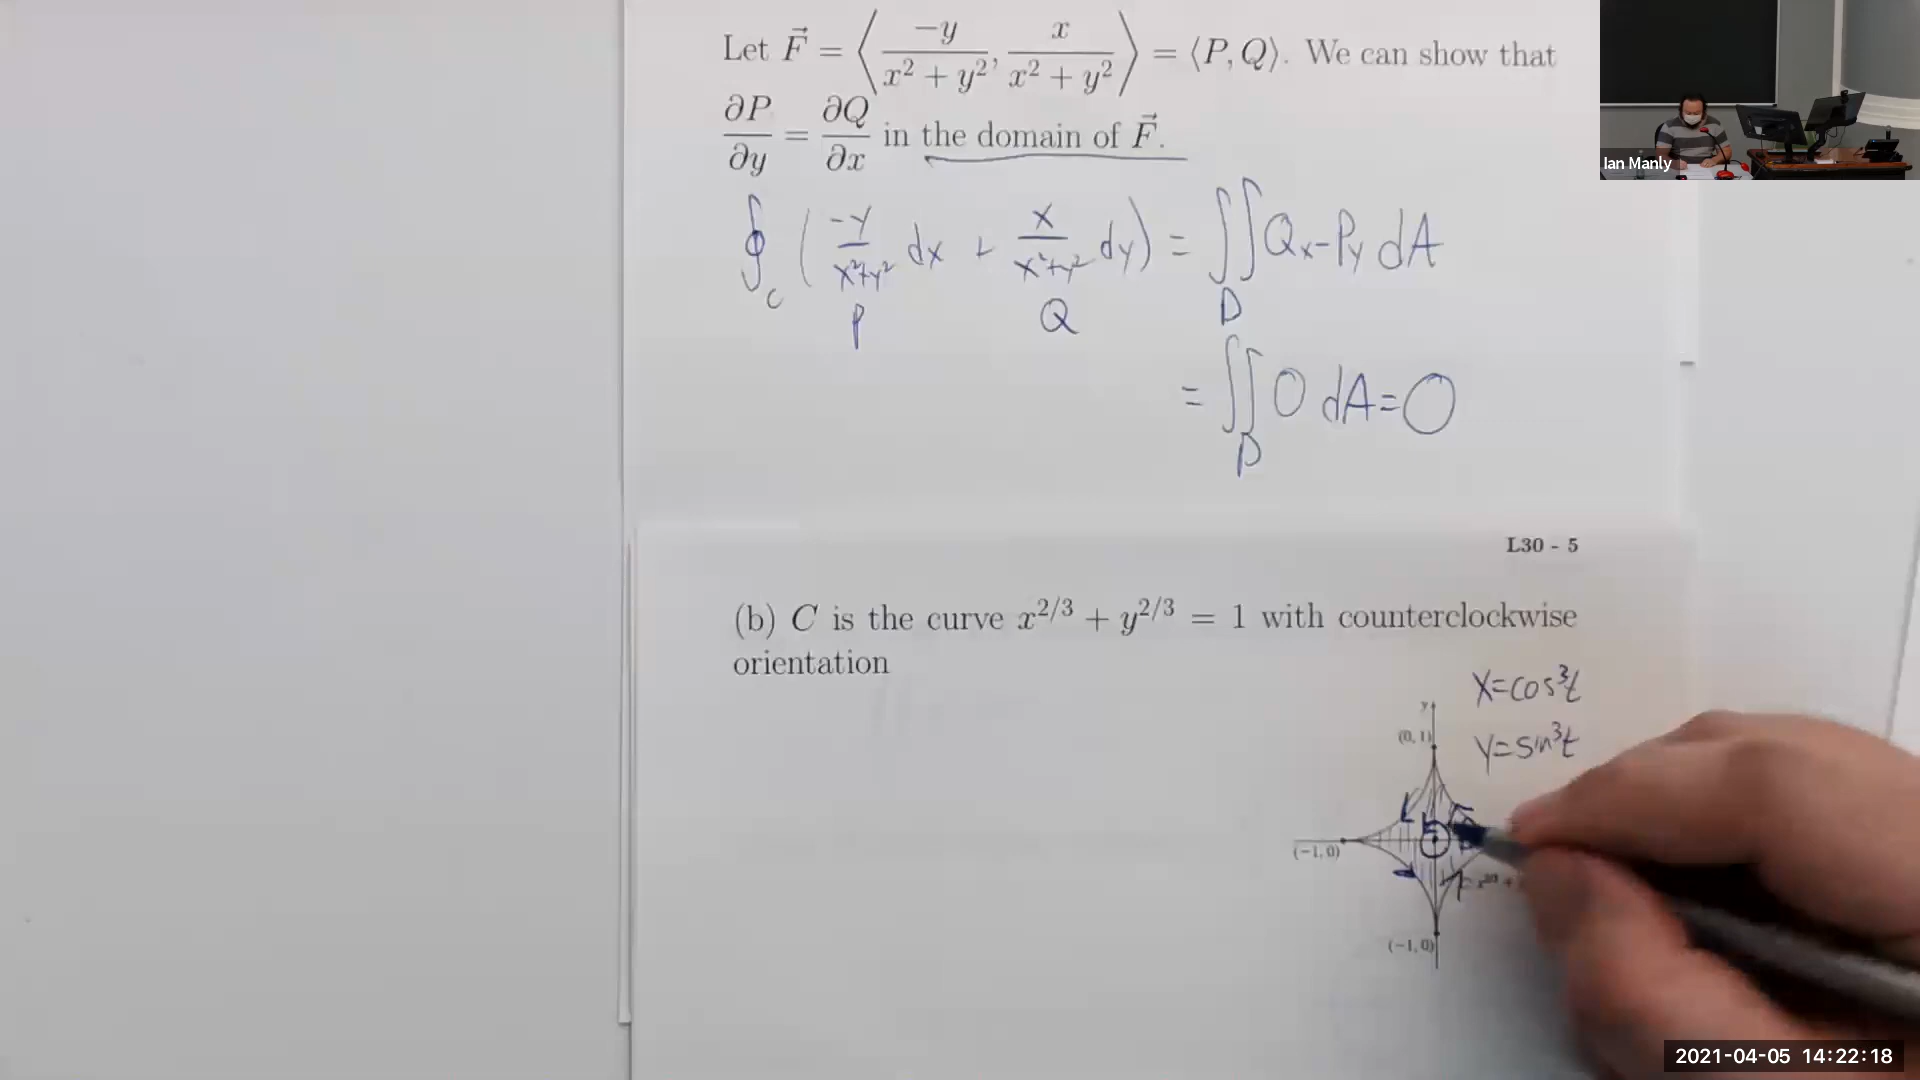 Let F⃗ = ⟨ -y / (x² + y²), x / (x² + y²) ⟩ = ⟨P, Q⟩. We can show that
∂P/∂y = ∂Q/∂x in the domain of F⃗.
∮_C ( -y/(x²+y²) dx + x/(x²+y²) dy ) = ∬_D Qx - Py dA
P Q
= ∬_D 0 dA = 0
L30 - 5
(b) C is the curve x^{2/3} + y^{2/3} = 1 with counterclockwise
orientation
x = cos³t
y = sin³t
y
(0, 1)
(-1, 0)
(-1, 0)
Ian Manly
2021-04-05 14:22:18